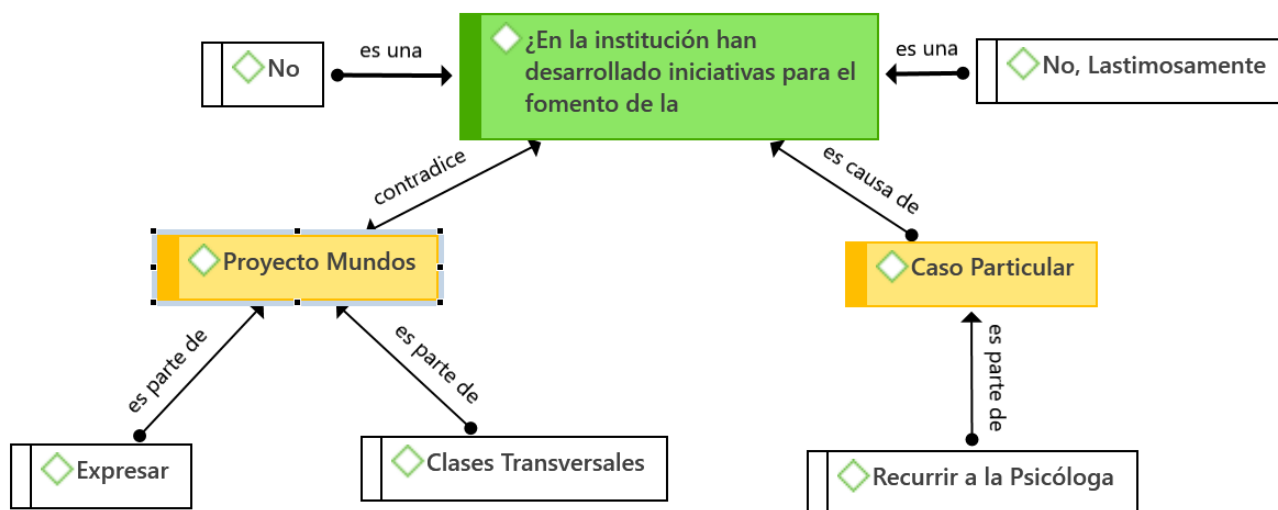 ¿En la institución han
desarrollado iniciativas para el
fomento de la
No
es una
es una
No, Lastimosamente
contradice
es causa de
Proyecto Mundos
Caso Particular
es parte de
es parte de
es parte de
Expresar
Clases Transversales
Recurrir a la Psicóloga